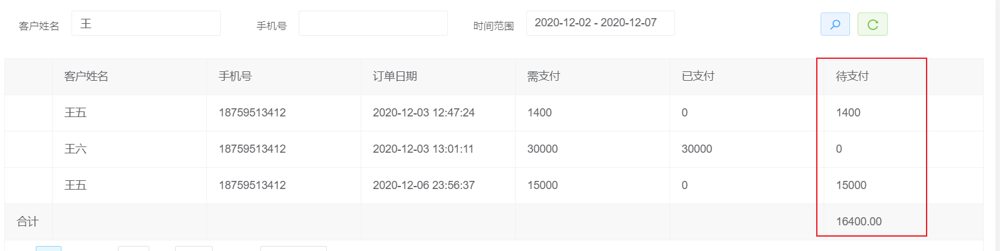 客户姓名 王 手机号 时间范围 2020-12-02 - 2020-12-07
客户姓名 手机号 订单日期 需支付 已支付 待支付
王五 18759513412 2020-12-03 12:47:24 1400 0 1400
王六 18759513412 2020-12-03 13:01:11 30000 30000 0
王五 18759513412 2020-12-06 23:56:37 15000 0 15000
合计 16400.00